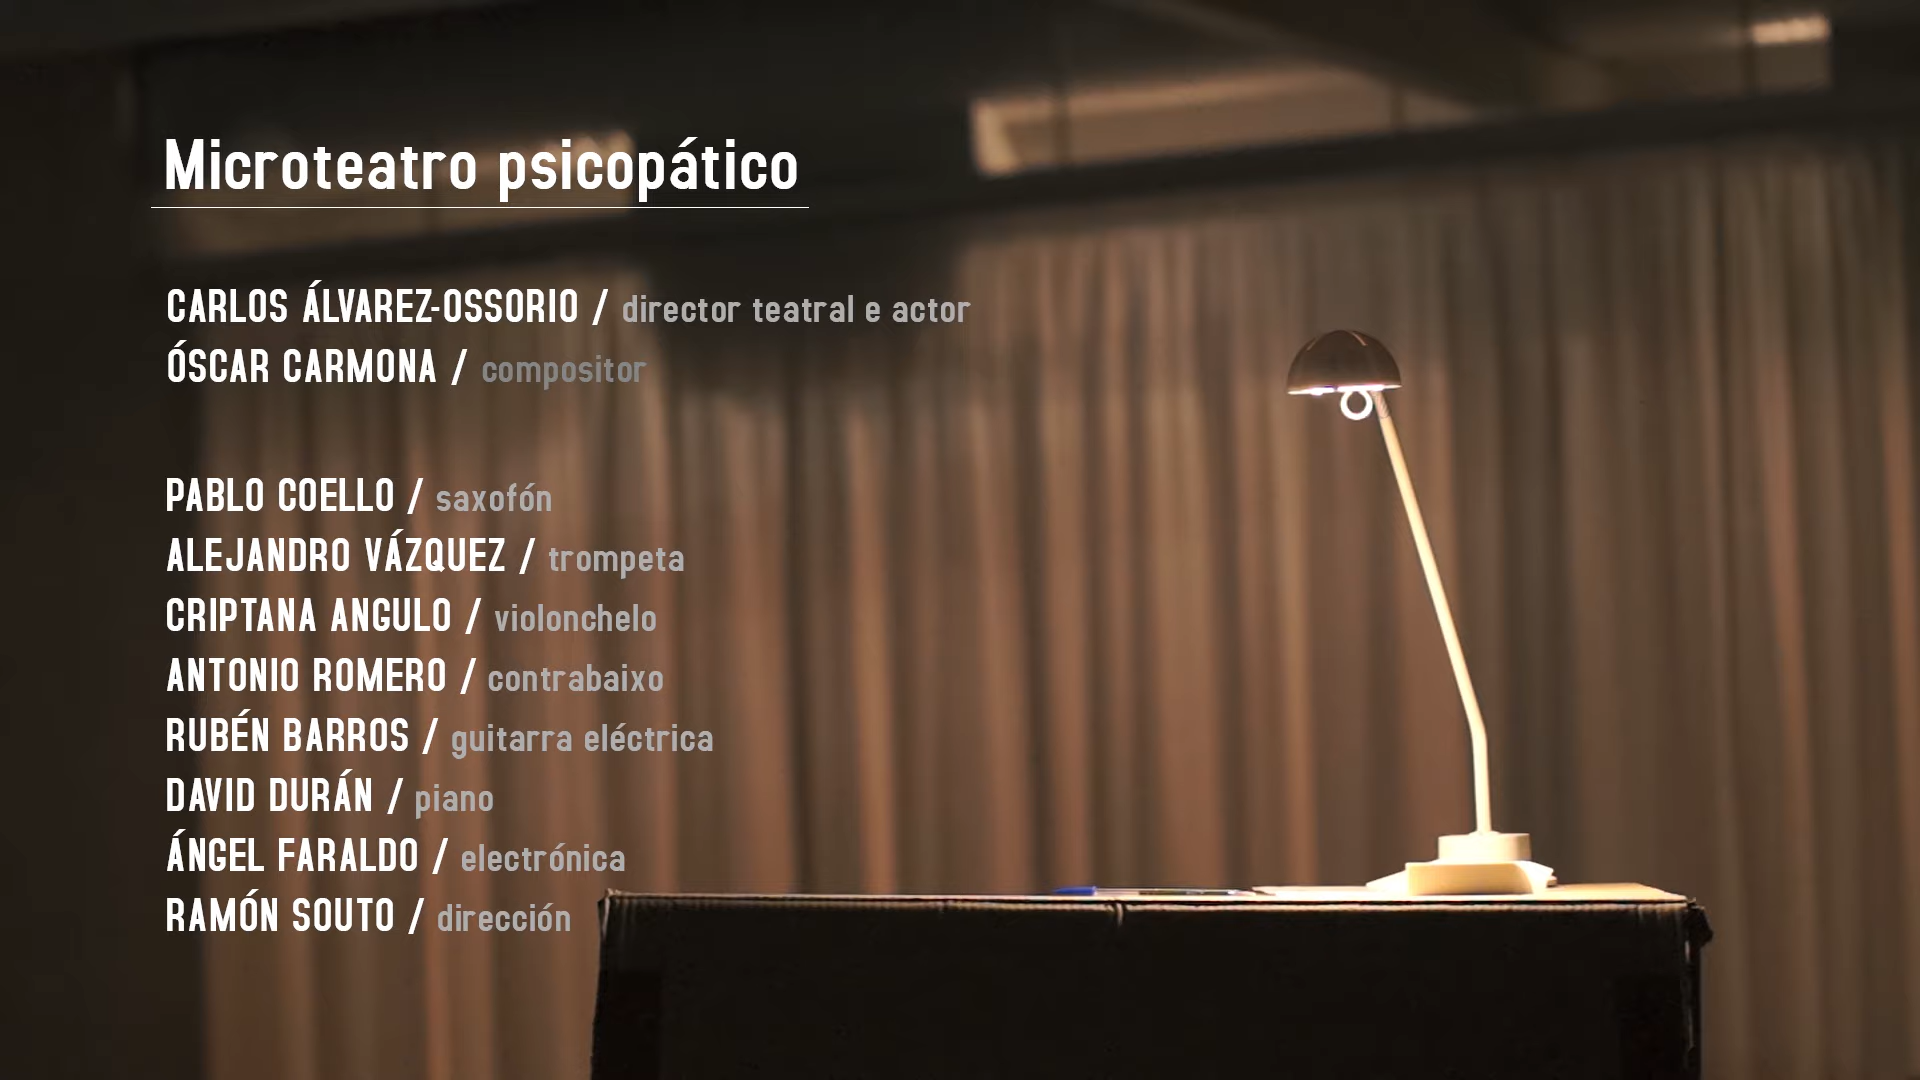 Microteatro psicopático
CARLOS ÁLVAREZ-OSSORIO / director teatral e actor
ÓSCAR CARMONA / compositor
PABLO COELLO / saxofón
ALEJANDRO VÁZQUEZ / trompeta
CRIPTANA ANGULO / violonchelo
ANTONIO ROMERO / contrabaixo
RUBÉN BARROS / guitarra eléctrica
DAVID DURÁN / piano
ÁNGEL FARALDO / electrónica
RAMÓN SOUTO / dirección